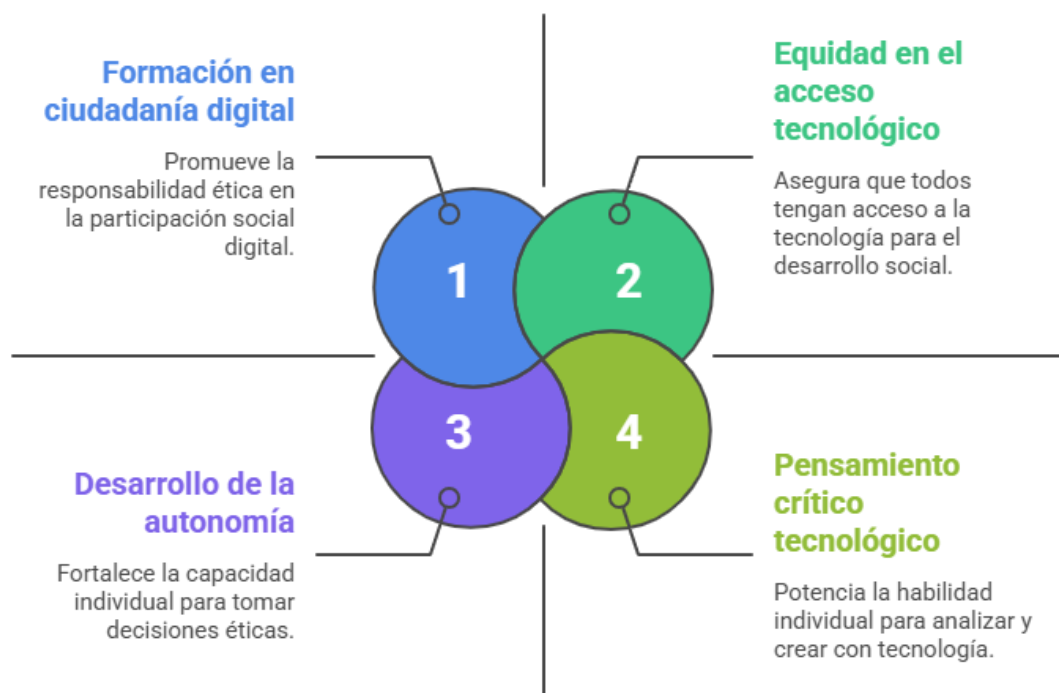 Formación en
ciudadanía digital
Promueve la
responsabilidad ética en
la participación social
digital.
Equidad en el
acceso
tecnológico
Asegura que todos
tengan acceso a la
tecnología para el
desarrollo social.
1
2
3
4
Desarrollo de la
autonomía
Fortalece la capacidad
individual para tomar
decisiones éticas.
Pensamiento
crítico
tecnológico
Potencia la habilidad
individual para analizar y
crear con tecnología.